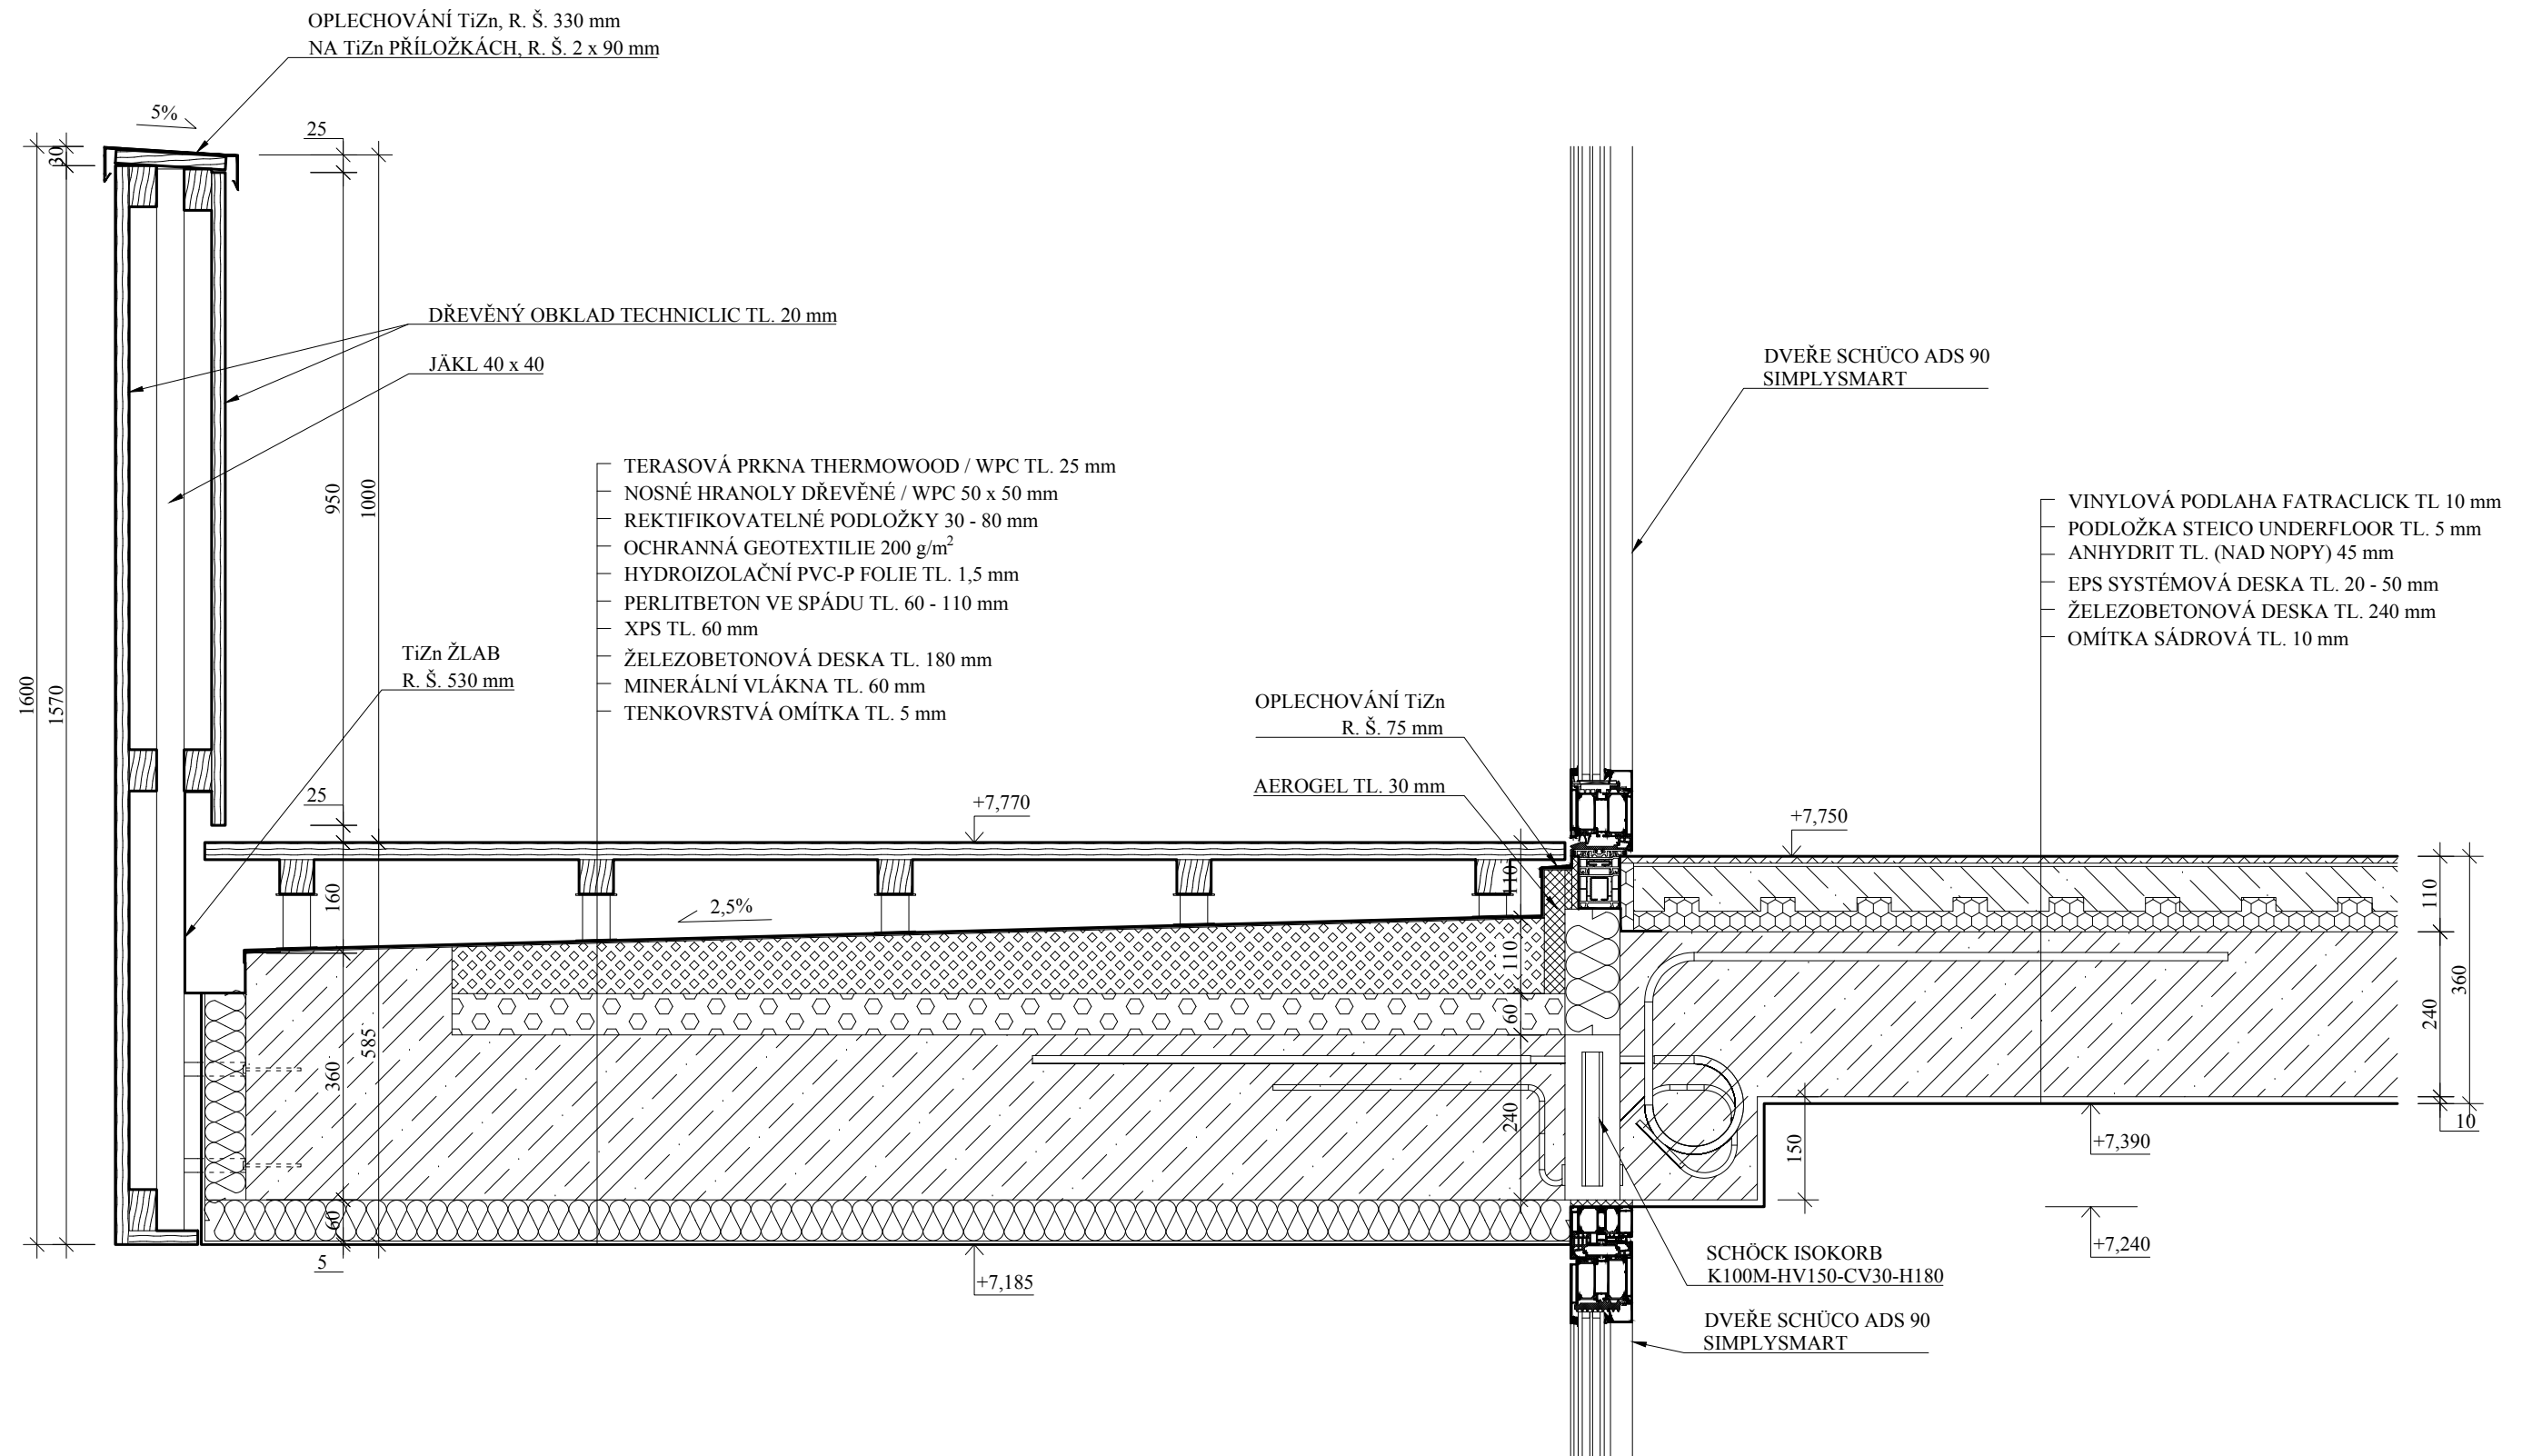 OPLECHOVÁNÍ TiZn, R. Š. 330 mm
NA TiZn PŘÍLOŽKÁCH, R. Š. 2 x 90 mm
5%
25
30
1600
1570
950
1000
DŘEVĚNÝ OBKLAD TECHNICLIC TL. 20 mm
JÄKL 40 x 40
DVEŘE SCHÜCO ADS 90
SIMPLYSMART
TERASOVÁ PRKNA THERMOWOOD / WPC TL. 25 mm
NOSNÉ HRANOLY DŘEVĚNÉ / WPC 50 x 50 mm
REKTIFIKOVATELNÉ PODLOŽKY 30 - 80 mm
OCHRANNÁ GEOTEXTILIE 200 g/m²
HYDROIZOLAČNÍ PVC-P FOLIE TL. 1,5 mm
PERLITBETON VE SPÁDU TL. 60 - 110 mm
XPS TL. 60 mm
ŽELEZOBETONOVÁ DESKA TL. 180 mm
MINERÁLNÍ VLÁKNA TL. 60 mm
TENKOVRSTVÁ OMÍTKA TL. 5 mm
VINYLOVÁ PODLAHA FATRACLICK TL 10 mm
PODLOŽKA STEICO UNDERFLOOR TL. 5 mm
ANHYDRIT TL. (NAD NOPY) 45 mm
EPS SYSTÉMOVÁ DESKA TL. 20 - 50 mm
ŽELEZOBETONOVÁ DESKA TL. 240 mm
OMÍTKA SÁDROVÁ TL. 10 mm
TiZn ŽLAB
R. Š. 530 mm
OPLECHOVÁNÍ TiZn
R. Š. 75 mm
AEROGEL TL. 30 mm
25
+7,770
+7,750
160
2,5%
110
110
60
240
585
360
60
5
110
240
360
10
150
+7,390
+7,240
+7,185
SCHÖCK ISOKORB
K100M-HV150-CV30-H180
DVEŘE SCHÜCO ADS 90
SIMPLYSMART